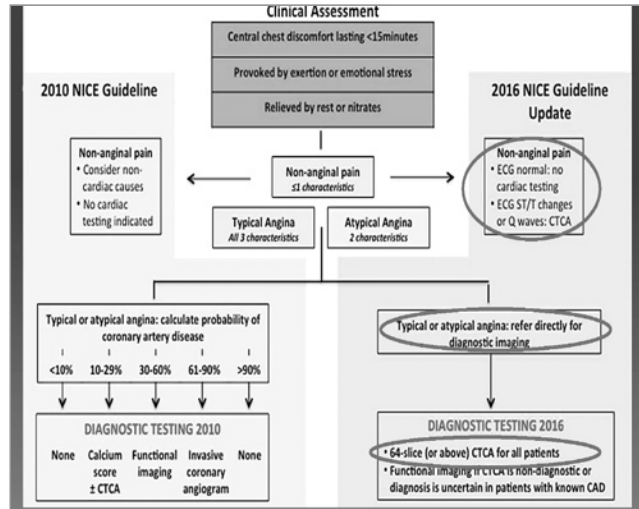 Clinical Assessment
Central chest discomfort lasting <15minutes
Provoked by exertion or emotional stress
Relieved by rest or nitrates
2010 NICE Guideline
2016 NICE Guideline
Update
Non-anginal pain
• Consider non-
cardiac causes
• No cardiac
testing indicated
Non-anginal pain
≤1 characteristics
Non-anginal pain
• ECG normal: no
cardiac testing
• ECG ST/T changes
or Q waves: CTCA
Typical Angina
All 3 characteristics
Atypical Angina
2 characteristics
Typical or atypical angina: calculate probability of
coronary artery disease
<10% 10-29% 30-60% 61-90% >90%
Typical or atypical angina: refer directly for
diagnostic imaging
DIAGNOSTIC TESTING 2010
None Calcium Functional Invasive None
score imaging coronary
± CTCA angiogram
DIAGNOSTIC TESTING 2016
• 64-slice (or above) CTCA for all patients
• Functional imaging if CTCA is non-diagnostic or
diagnosis is uncertain in patients with known CAD